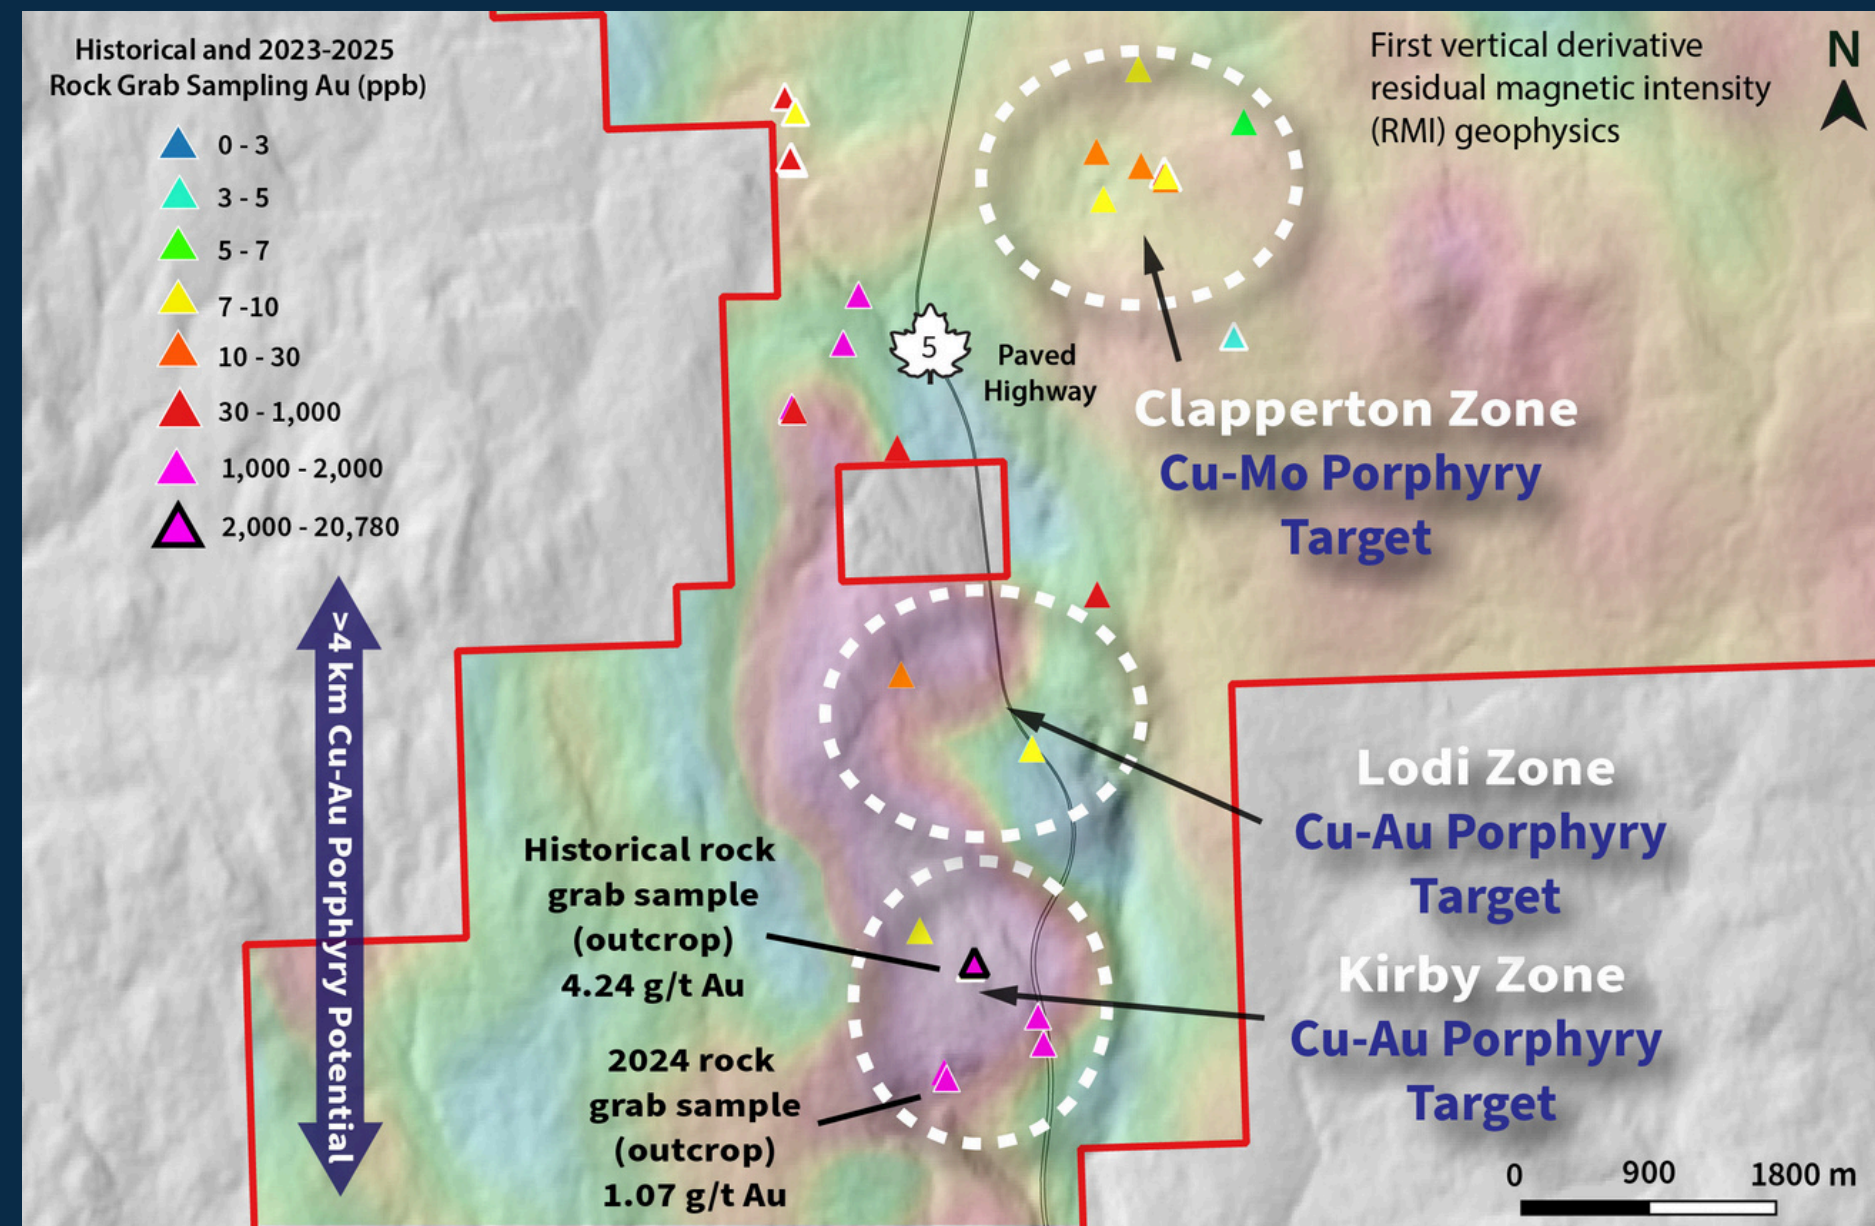 Historical and 2023-2025
Rock Grab Sampling Au (ppb)
0 - 3
3 - 5
5 - 7
7 -10
10 - 30
30 - 1,000
1,000 - 2,000
2,000 - 20,780
>4 km Cu-Au Porphyry Potential
First vertical derivative
residual magnetic intensity
(RMI) geophysics
N
5
Paved
Highway
Clapperton Zone
Cu-Mo Porphyry
Target
Lodi Zone
Cu-Au Porphyry
Target
Kirby Zone
Cu-Au Porphyry
Target
Historical rock
grab sample
(outcrop)
4.24 g/t Au
2024 rock
grab sample
(outcrop)
1.07 g/t Au
0 900 1800 m